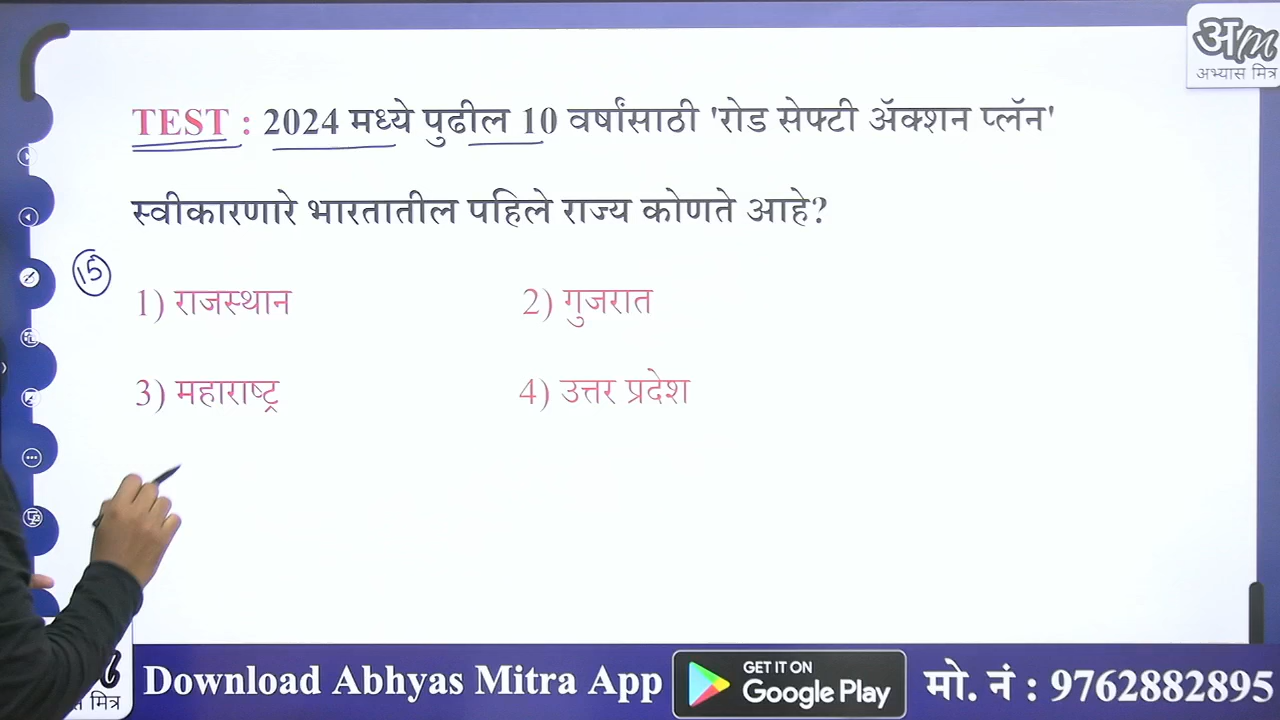 अm
अभ्यास मित्र
TEST : 2024 मध्ये पुढील 10 वर्षांसाठी 'रोड सेफ्टी ॲक्शन प्लॅन'
स्वीकारणारे भारतातील पहिले राज्य कोणते आहे?
15
1) राजस्थान
2) गुजरात
3) महाराष्ट्र
4) उत्तर प्रदेश
मित्र
Download Abhyas Mitra App
GET IT ON
Google Play
मो. नं : 9762882895